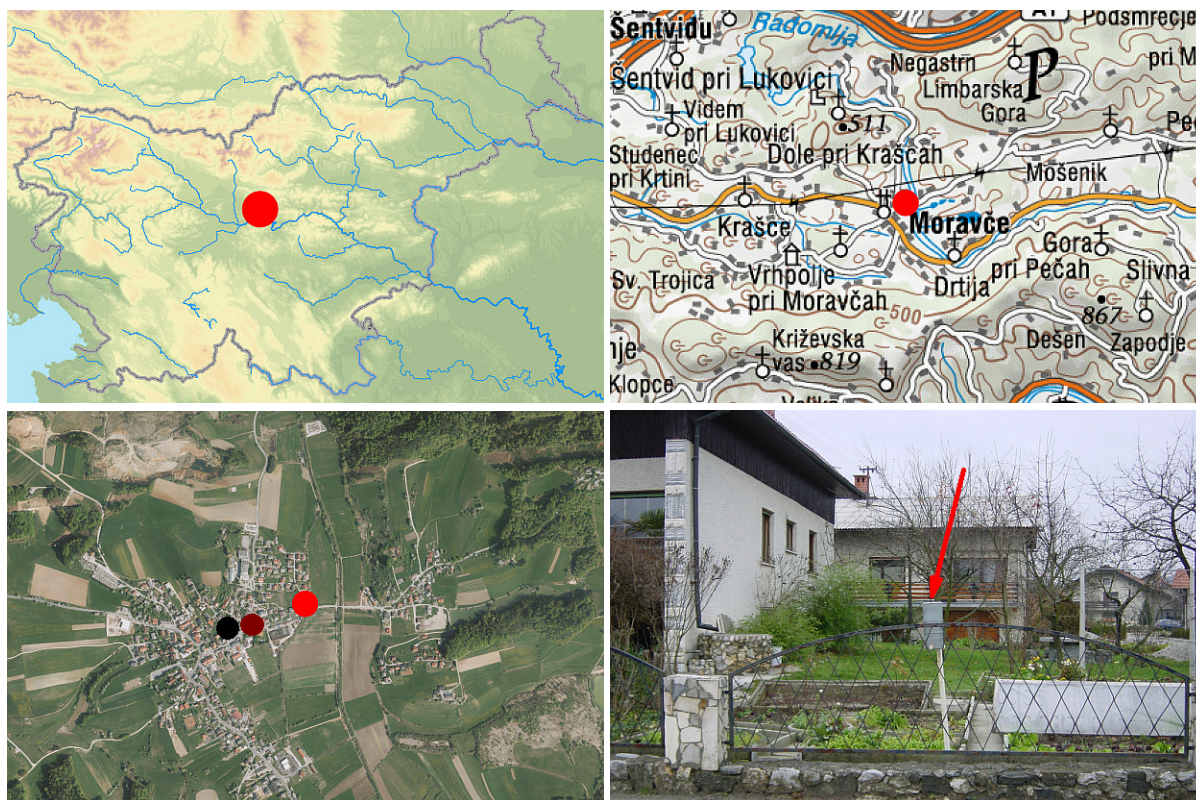 A1
Podsmrečje
Šentvidu
Radomlja
Negastrn
P
pri M
Šentvid pri Lukovici
Limbarska
Gora
Videm
pri Lukovici
511
Pe
Studenec
pri Krtini
Dole pri Krašcah
Mošenik
Krašce
Moravče
Gora
pri Pečah
Slivna
Sv. Trojica
Vrhpolje
pri Moravčah
Drtija
500
867
Križevska
vas 819
Dešen
Zapodje
nje
Klopce